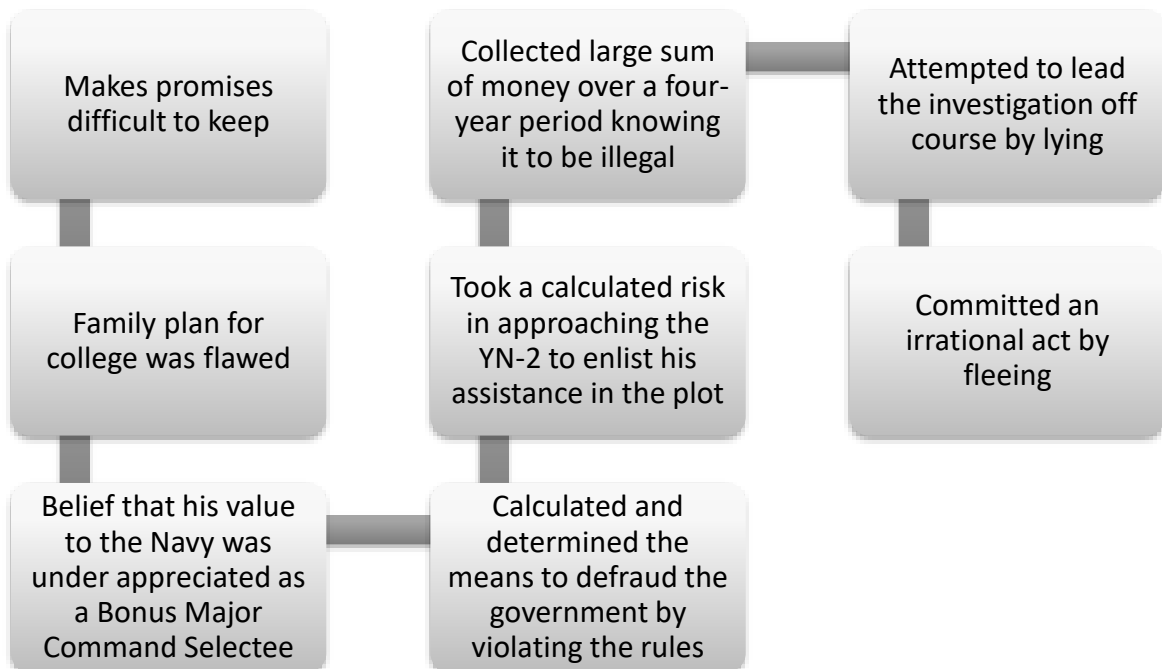 Makes promises
difficult to keep
Family plan for
college was flawed
Belief that his value
to the Navy was
under appreciated as
a Bonus Major
Command Selectee
Calculated and
determined the
means to defraud the
government by
violating the rules
Took a calculated risk
in approaching the
YN-2 to enlist his
assistance in the plot
Collected large sum
of money over a four-
year period knowing
it to be illegal
Attempted to lead
the investigation off
course by lying
Committed an
irrational act by
fleeing